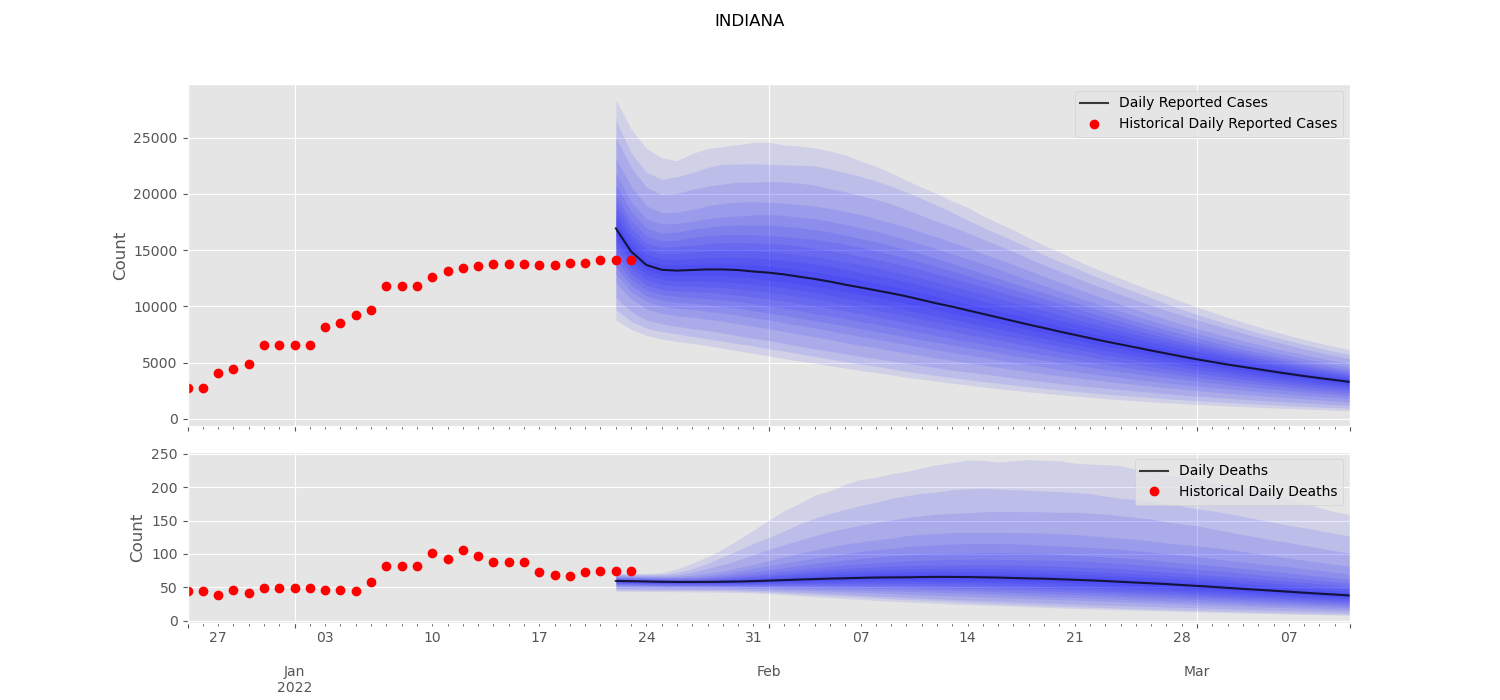 INDIANA
Daily Reported Cases
Historical Daily Reported Cases
25000
20000
15000
10000
5000
0
Count
Daily Deaths
Historical Daily Deaths
250
200
150
100
50
0
Count
27 03 10 17 24 31 07 14 21 28 07
Jan Feb Mar
2022